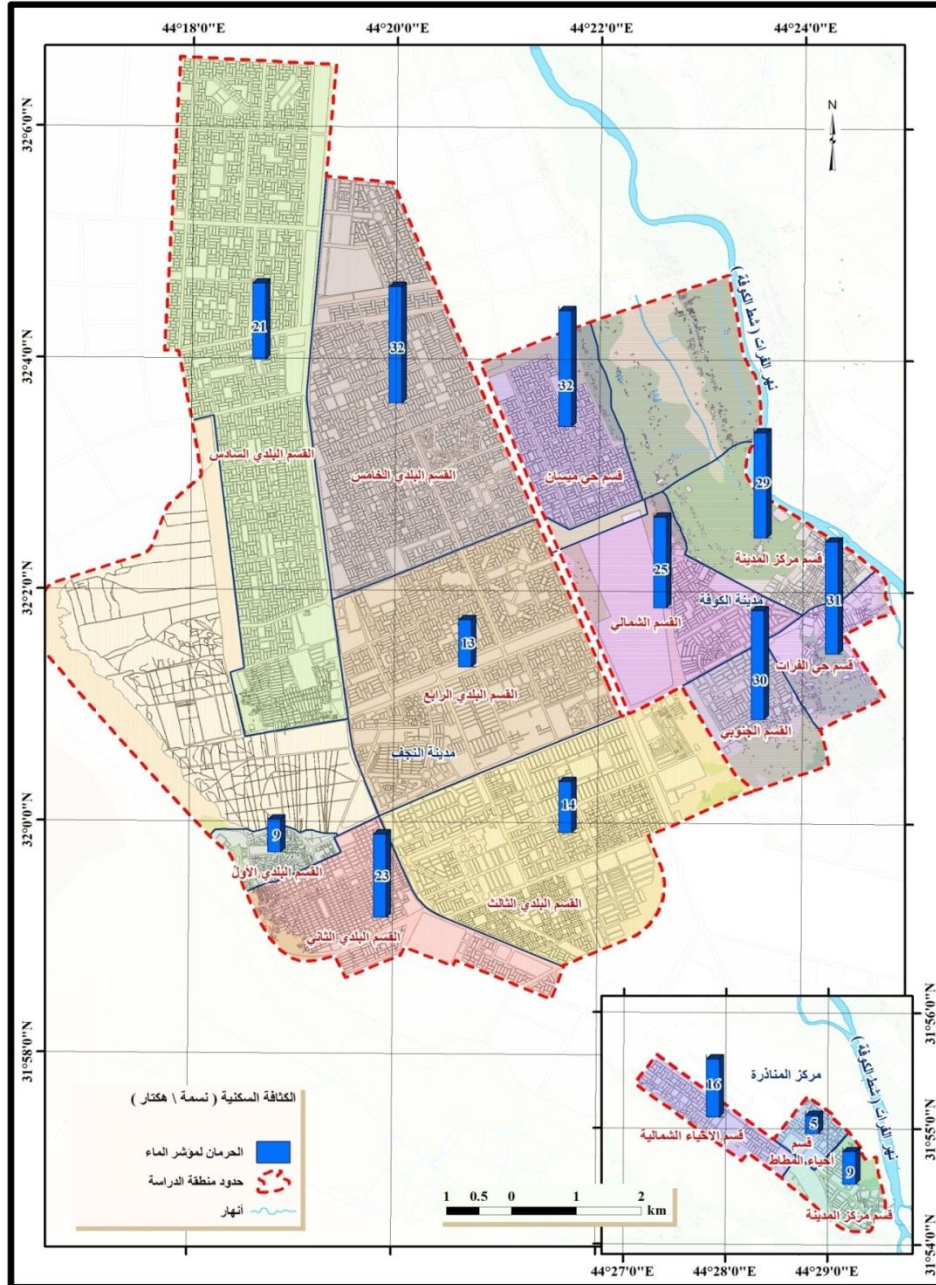 44°18'0"E
44°20'0"E
44°22'0"E
44°24'0"E
32°6'0"N
32°4'0"N
32°2'0"N
32°0'0"N
31°58'0"N
N
نهر الفرات ( شط الكوفة )
21
32
32
29
القسم البلدي السادس
القسم البلدي الخامس
قسم حي ميسان
25
قسم مركز المدينة
31
مدينة الكوفة
القسم الشمالي
13
30
قسم حي الفرات
القسم البلدي الرابع
القسم الجنوبي
مدينة النجف
14
9
القسم البلدي الأول
23
القسم البلدي الثالث
القسم البلدي الثاني
الكثافة السكنية ( نسمة \ هكتار )
الحرمان لمؤشر الماء
حدود منطقة الدراسة
أنهار
1 0.5 0 1 2
km
31°56'0"N
31°55'0"N
31°54'0"N
نهر الفرات ( شط الكوفة )
مركز المناذرة
16
5
قسم الاحياء الشمالية
قسم
احياء المطاط
9
قسم مركز المدينة
44°27'0"E
44°28'0"E
44°29'0"E